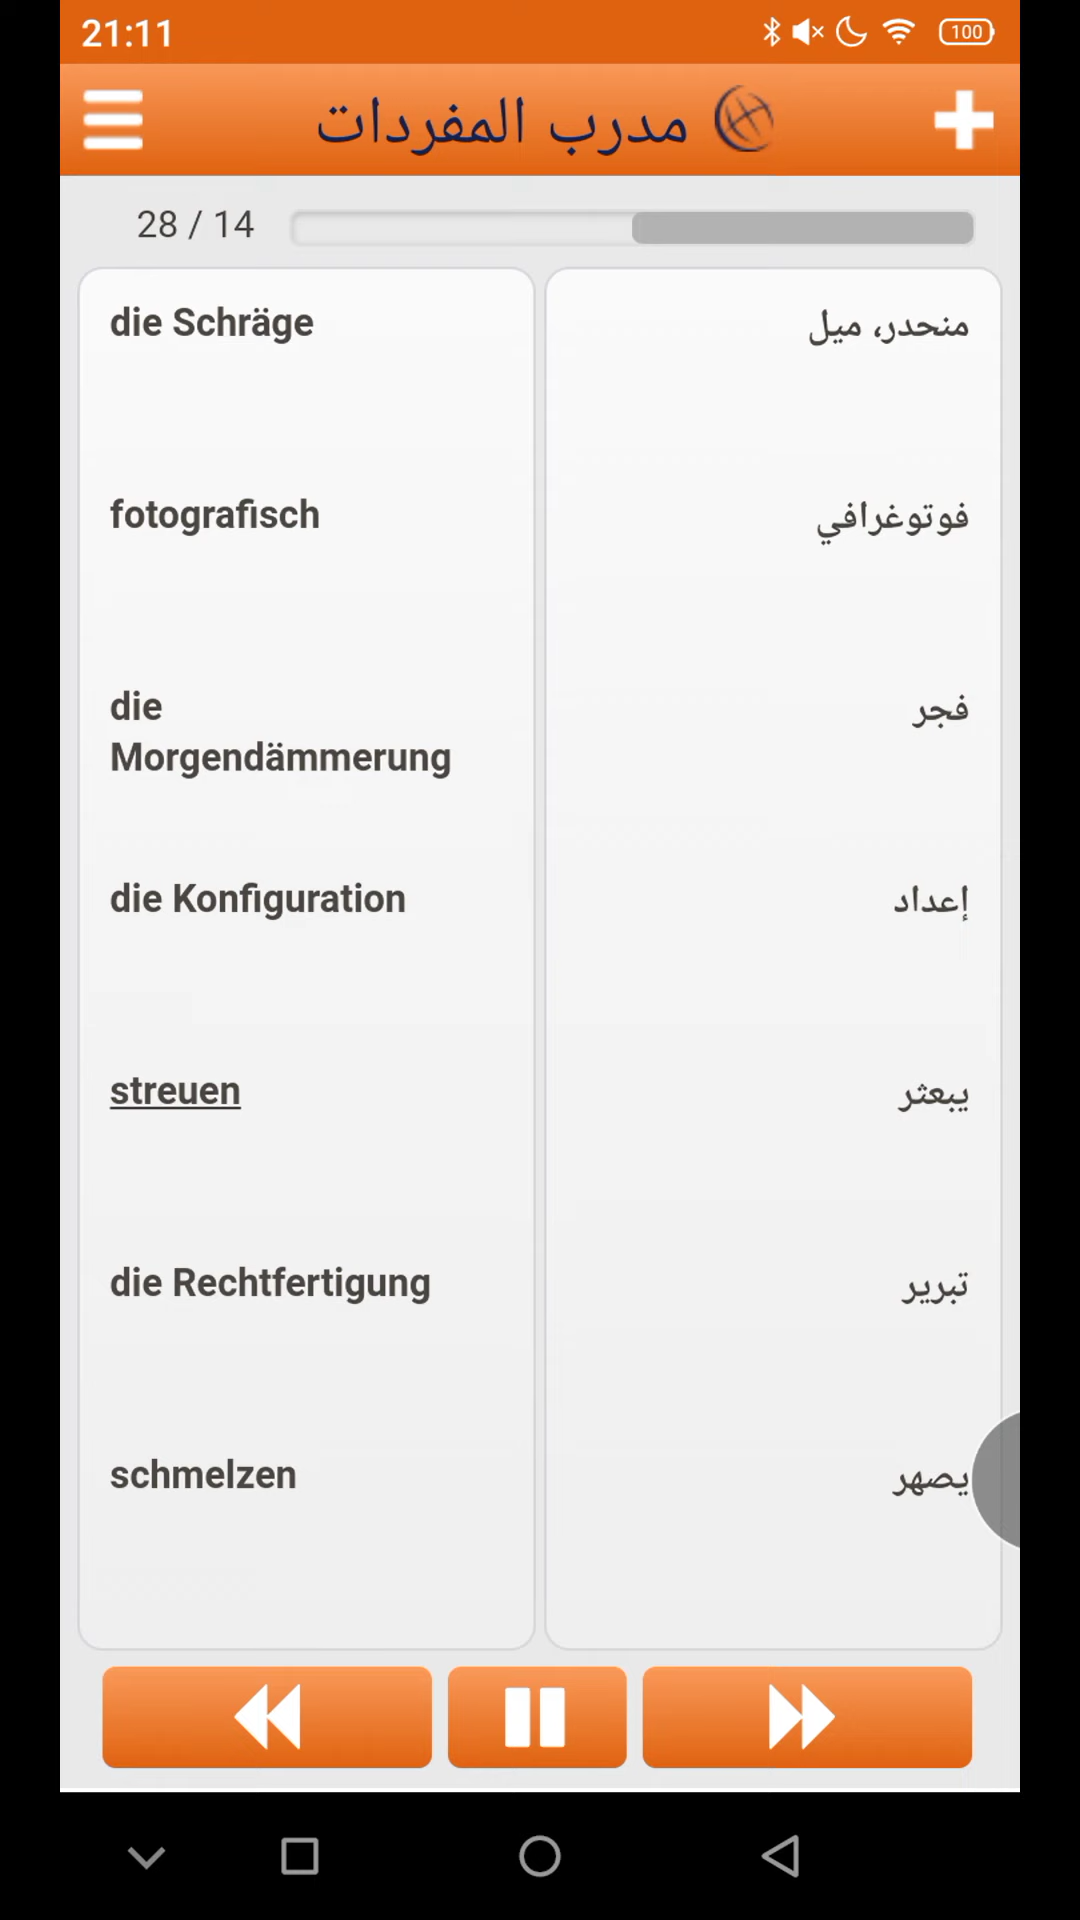 21:11
100
مدرب المفردات
28 / 14
die Schräge
منحدر، ميل
fotografisch
فوتوغرافي
die
Morgendämmerung
فجر
die Konfiguration
إعداد
streuen
يبعثر
die Rechtfertigung
تبرير
schmelzen
يصهر